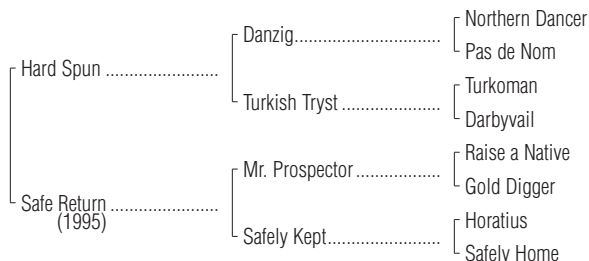 Northern Dancer
Danzig..............................
Pas de Nom
Hard Spun ........................
Turkoman
Turkish Tryst .....................
Darbyvail
Raise a Native
Mr. Prospector..................
Gold Digger
Safe Return .......................
(1995)
Horatius
Safely Kept........................
Safely Home